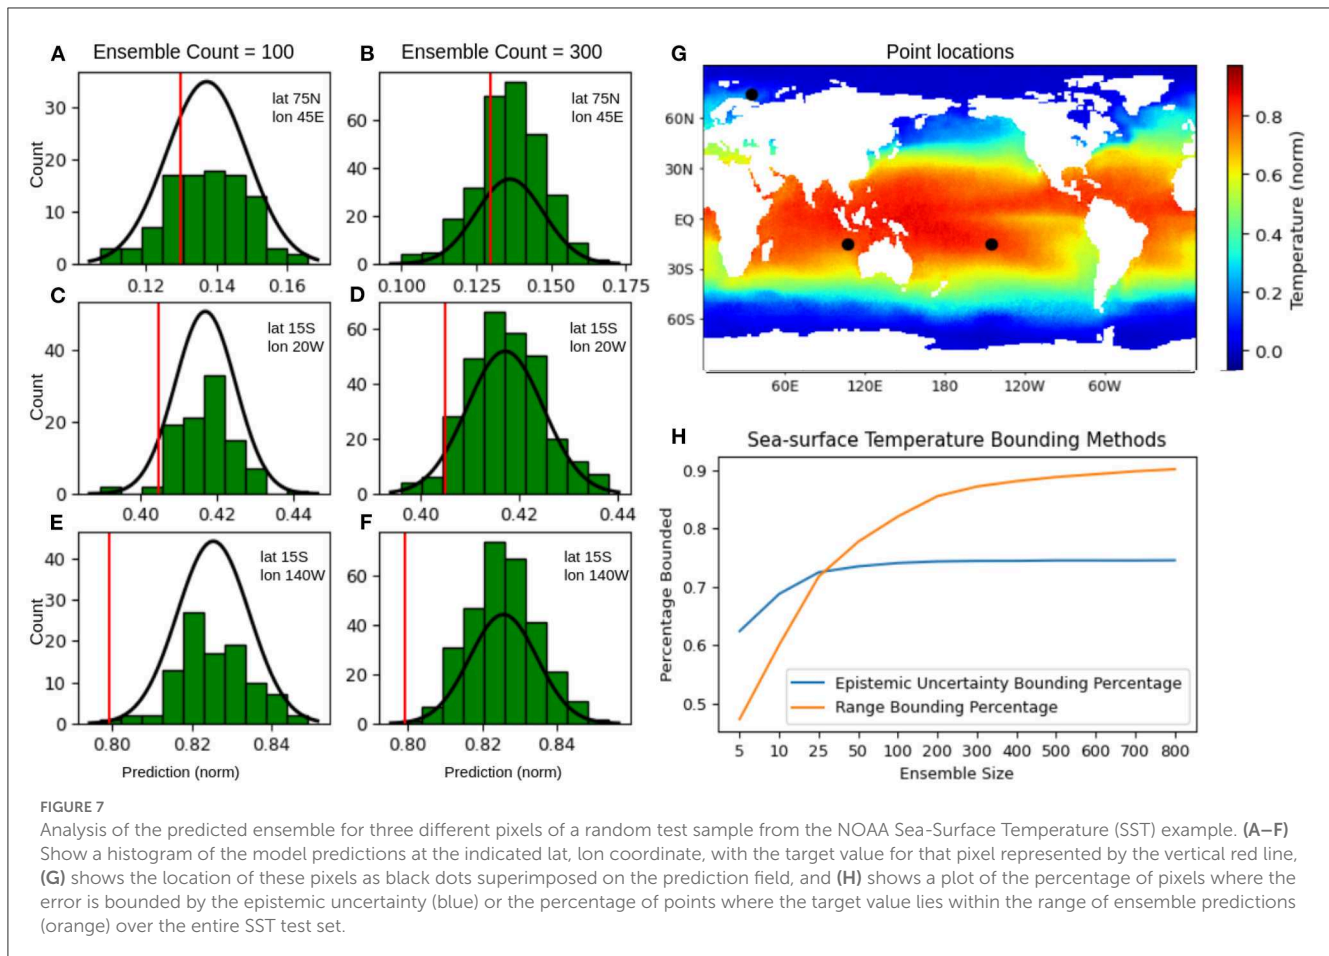 A Ensemble Count = 100
Count
30
20
10
0
0.12 0.14 0.16
lat 75N
lon 45E
B Ensemble Count = 300
60
40
20
0
0.100 0.125 0.150 0.175
lat 75N
lon 45E
C
Count
40
20
0
0.40 0.42 0.44
lat 15S
lon 20W
D
60
40
20
0
0.40 0.42 0.44
lat 15S
lon 20W
E
Count
40
30
20
10
0
0.80 0.82 0.84
Prediction (norm)
lat 15S
lon 140W
F
60
40
20
0
0.80 0.82 0.84
Prediction (norm)
lat 15S
lon 140W
G Point locations
60N
30N
EQ
30S
60S
60E 120E 180 120W 60W
0.8
0.6
0.4
0.2
0.0
Temperature (norm)
H Sea-surface Temperature Bounding Methods
Percentage Bounded
0.9
0.8
0.7
0.6
0.5
Epistemic Uncertainty Bounding Percentage
Range Bounding Percentage
5 10 25 50 100 200 300 400 500 600 700 800
Ensemble Size
FIGURE 7
Analysis of the predicted ensemble for three different pixels of a random test sample from the NOAA Sea-Surface Temperature (SST) example. (A–F)
Show a histogram of the model predictions at the indicated lat, lon coordinate, with the target value for that pixel represented by the vertical red line,
(G) shows the location of these pixels as black dots superimposed on the prediction field, and (H) shows a plot of the percentage of pixels where the
error is bounded by the epistemic uncertainty (blue) or the percentage of points where the target value lies within the range of ensemble predictions
(orange) over the entire SST test set.